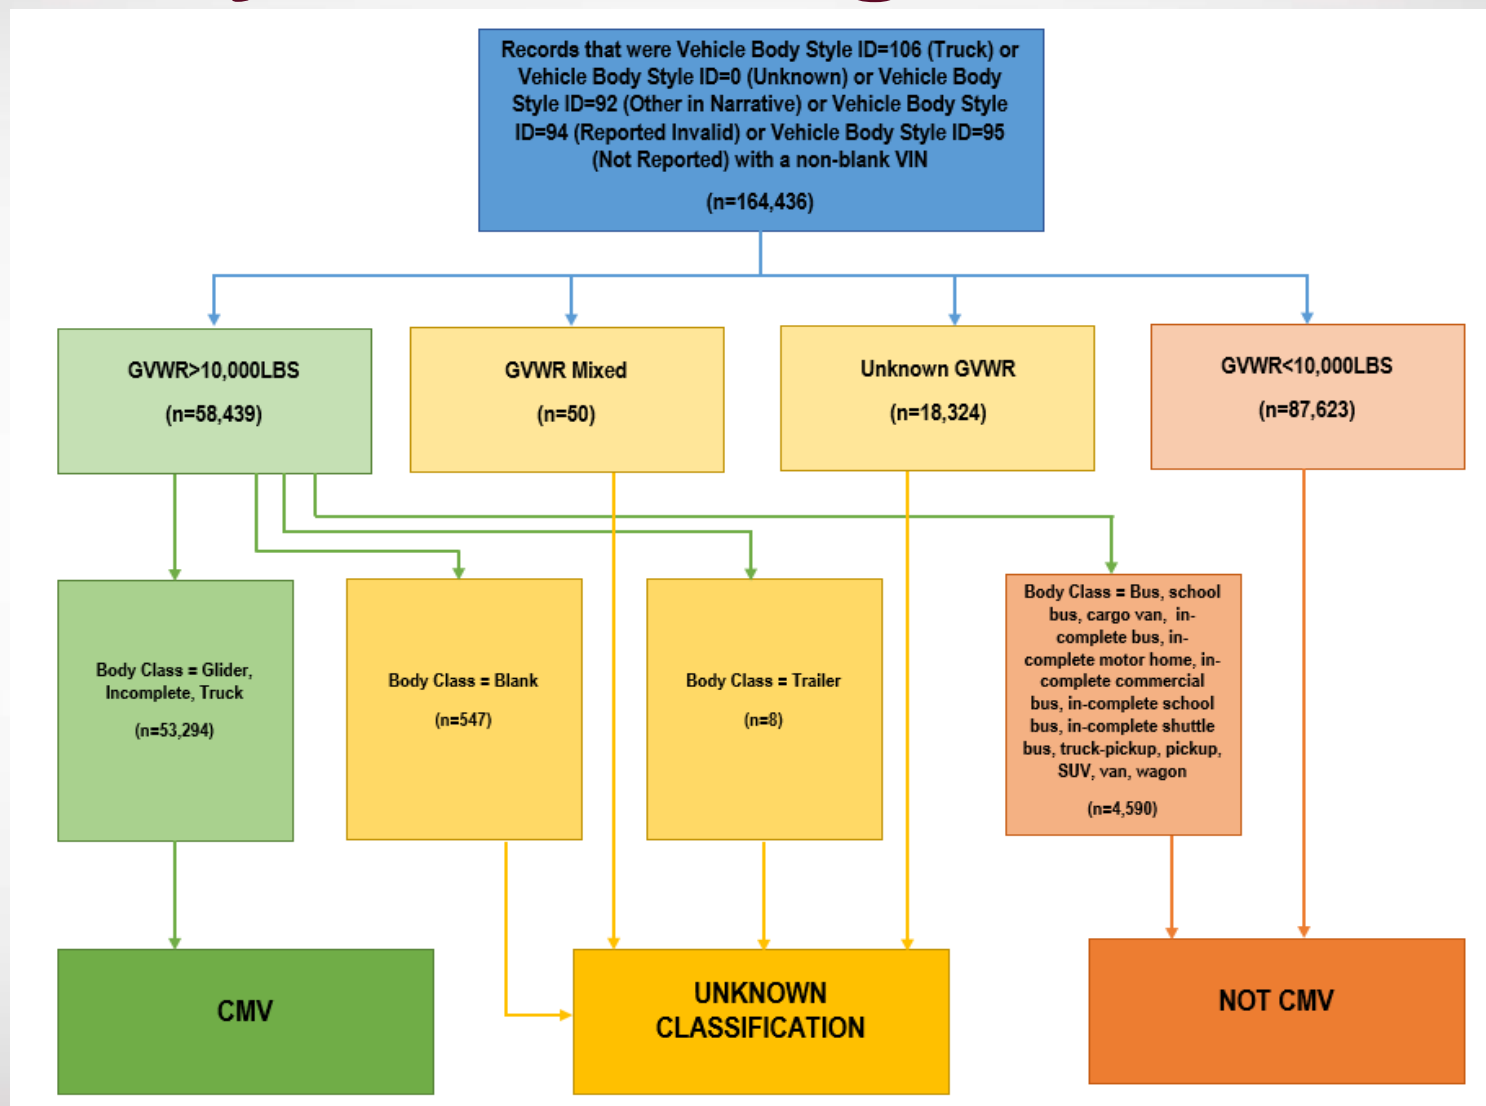 Records that were Vehicle Body Style ID=106 (Truck) or
Vehicle Body Style ID=0 (Unknown) or Vehicle Body
Style ID=92 (Other in Narrative) or Vehicle Body Style
ID=94 (Reported Invalid) or Vehicle Body Style ID=95
(Not Reported) with a non-blank VIN
(n=164,436)
GVWR>10,000LBS
(n=58,439)
GVWR Mixed
(n=50)
Unknown GVWR
(n=18,324)
GVWR<10,000LBS
(n=87,623)
Body Class = Glider,
Incomplete, Truck
(n=53,294)
Body Class = Blank
(n=547)
Body Class = Trailer
(n=8)
Body Class = Bus, school
bus, cargo van, in-
complete bus, in-
complete motor home, in-
complete commercial
bus, in-complete school
bus, in-complete shuttle
bus, truck-pickup, pickup,
SUV, van, wagon
(n=4,590)
CMV
UNKNOWN
CLASSIFICATION
NOT CMV